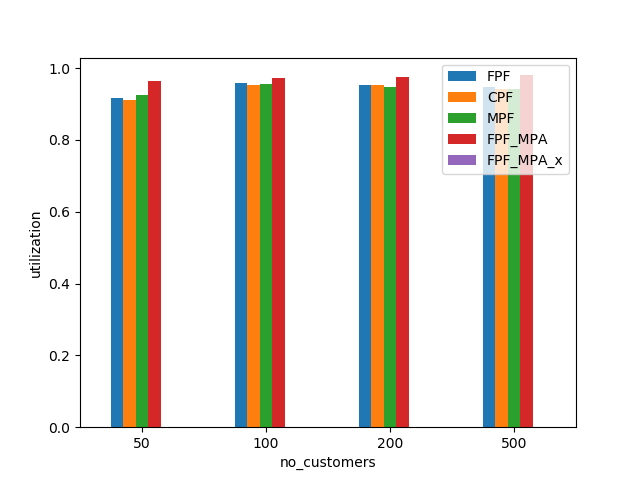 1.0
0.8
0.6
0.4
0.2
0.0
utilization
50
100
200
500
no_customers
FPF
CPF
MPF
FPF_MPA
FPF_MPA_x